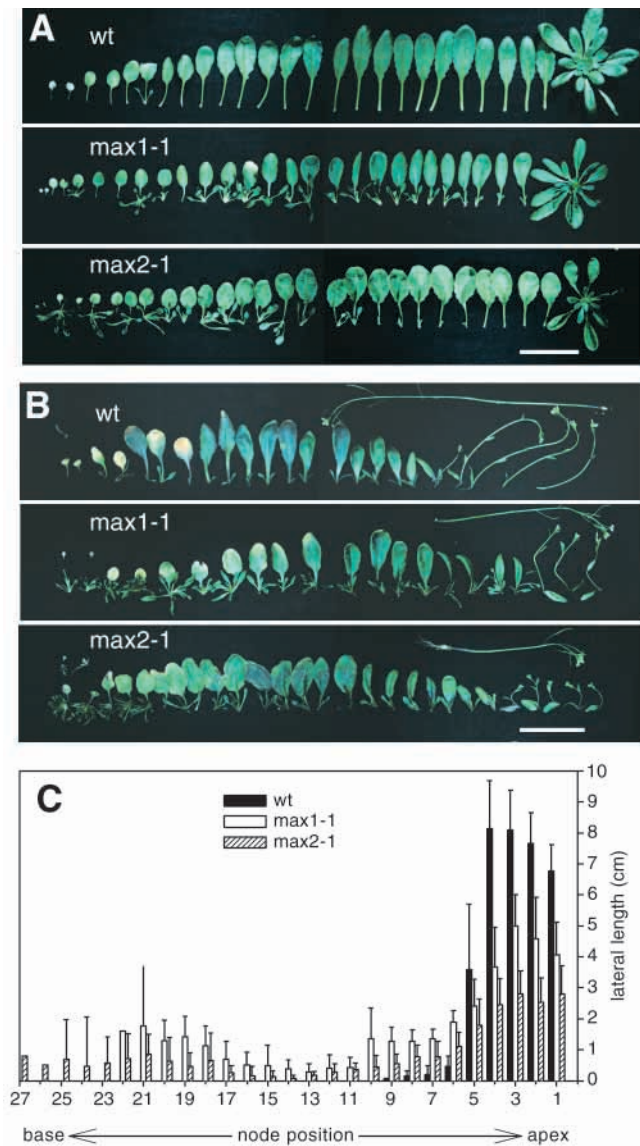 A
wt
max1-1
max2-1
B
wt
max1-1
max2-1
C
wt
max1-1
max2-1
10
9
8
7
6
5
4
3
2
1
0
lateral length (cm)
27 25 23 21 19 17 15 13 11 9 7 5 3 1
base node position apex